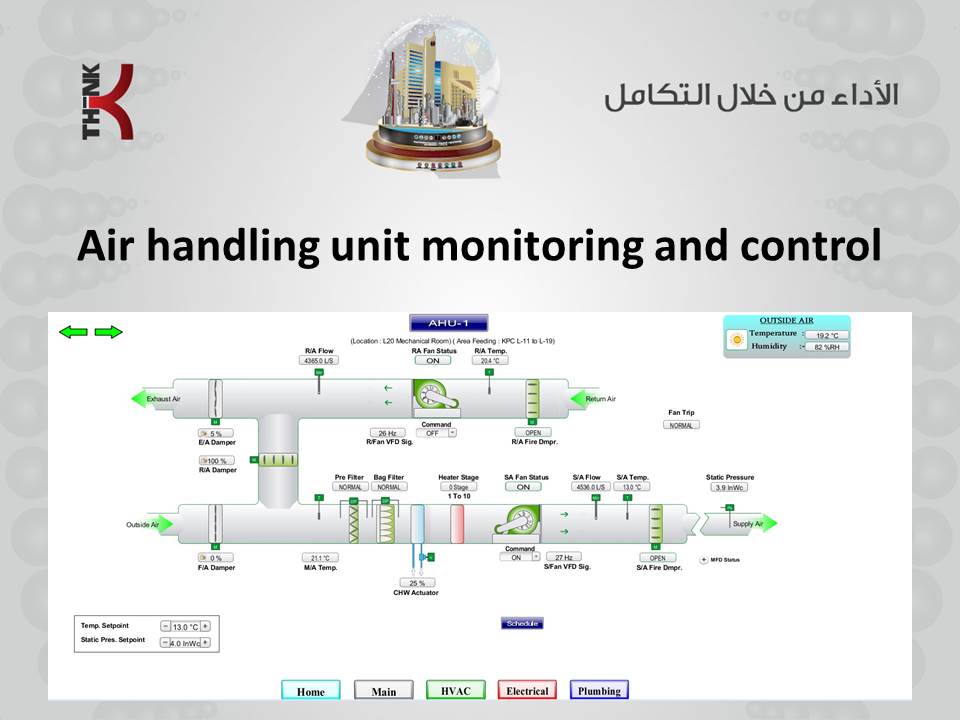 THINK
الأداء من خلال التكامل
Air handling unit monitoring and control
AHU-1
(Location : L20 Mechanical Room) ( Area Feeding : KPC L-11 to L-19)
OUTSIDE AIR
Temperature : 19.2 °C
Humidity :- 82 %RH
R/A Flow
4365.0 L/S
RA Fan Status
ON
R/A Temp.
20.4 °C
Exhaust Air
Return Air
5 %
E/A Damper
26 Hz
R/Fan VFD Sig.
Command
OFF
OPEN
R/A Fire Dmpr.
Fan Trip
NORMAL
100 %
R/A Damper
Pre Filter
NORMAL
Bag Filter
NORMAL
Heater Stage
0 Stage
1 To 10
SA Fan Status
ON
S/A Flow
4536.0 L/S
S/A Temp.
13.0 °C
Static Pressure
3.9 InWc
Outside Air
Supply Air
0 %
F/A Damper
21.1 °C
M/A Temp.
25 %
CHW Actuator
Command
ON
27 Hz
S/Fan VFD Sig.
OPEN
S/A Fire Dmpr.
+ MFD Status
Temp. Setpoint − 13.0 °C +
Static Pres. Setpoint − 4.0 InWc +
Schedule
Home Main HVAC Electrical Plumbing